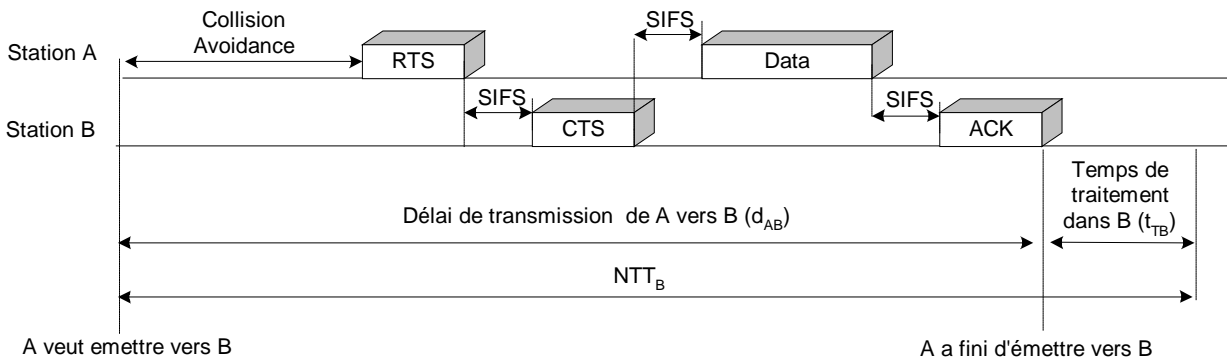 Collision
Avoidance
SIFS
Station A
RTS
Data
SIFS
SIFS
Station B
CTS
ACK
Temps de
traitement
dans B (tTB)
Délai de transmission de A vers B (dAB)
NTTB
A veut emettre vers B
A a fini d'émettre vers B